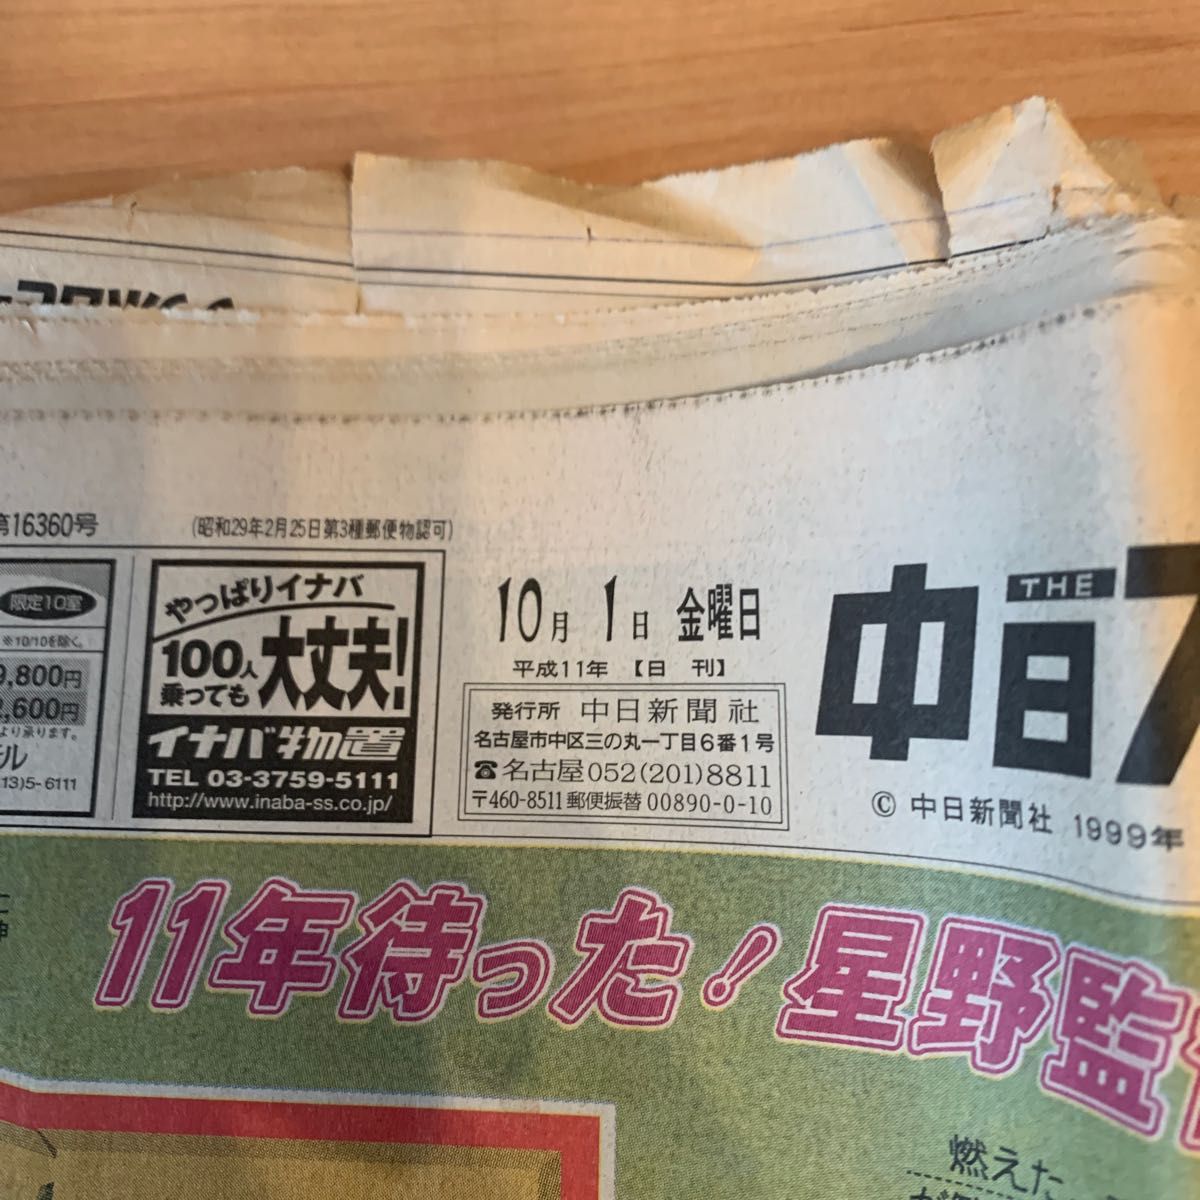 第16360号
(昭和29年2月25日第3種郵便物認可)
限定10室
※10/10を除く。
9,800円
2,600円
より承ります。
13)5-6111
やっぱりイナバ
100人
乗っても
大丈夫!
イナバ物置
TEL 03-3759-5111
http://www.inaba-ss.co.jp/
10月 1日 金曜日
平成11年 【日 刊】
発行所 中日新聞社
名古屋市中区三の丸一丁目6番1号
☎名古屋052(201)8811
〒460-8511 郵便振替 00890-0-10
中日
THE
© 中日新聞社 1999年
11年待った!星野監
燃えた